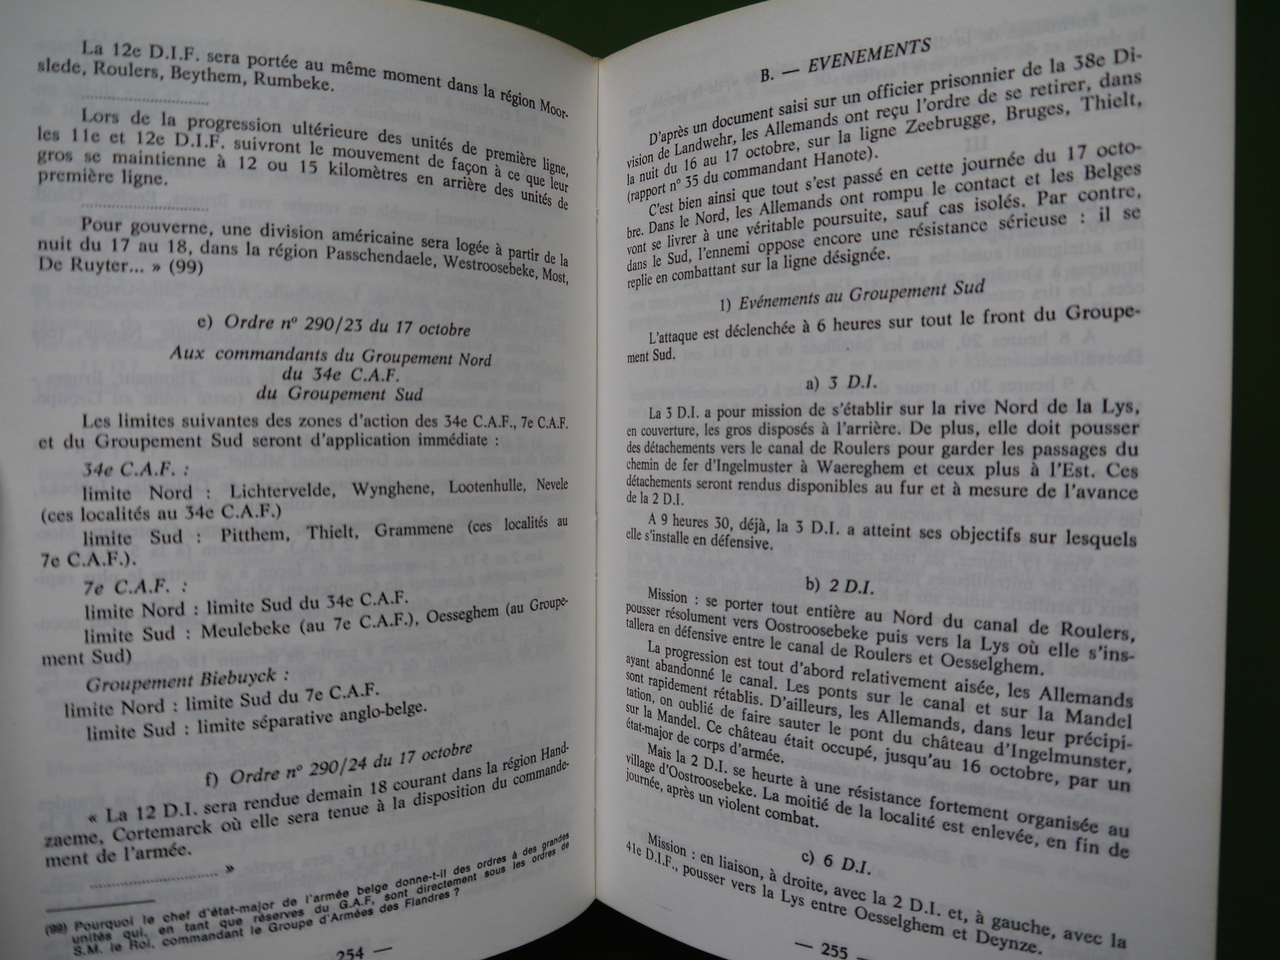 La 12e D.I.F. sera portée au même moment dans la région Moor-
slede, Roulers, Beythem, Rumbeke.
..............................
Lors de la progression ultérieure des unités de première ligne,
les 11e et 12e D.I.F. suivront le mouvement de façon à ce que leur
gros se maintienne à 12 ou 15 kilomètres en arrière des unités de
première ligne.
..............................
Pour gouverne, une division américaine sera logée à partir de la
nuit du 17 au 18, dans la région Passchendaele, Westroosebeke, Most,
De Ruyter... » (99)
e) Ordre n° 290/23 du 17 octobre
Aux commandants du Groupement Nord
du 34e C.A.F.
du Groupement Sud
Les limites suivantes des zones d'action des 34e C.A.F., 7e C.A.F.
et du Groupement Sud seront d'application immédiate :
34e C.A.F. :
limite Nord : Lichtervelde, Wynghene, Lootenhulle, Nevele
(ces localités au 34e C.A.F.)
limite Sud : Pitthem, Thielt, Grammene (ces localités au
7e C.A.F.).
7e C.A.F. :
limite Nord : limite Sud du 34e C.A.F.
limite Sud : Meulebeke (au 7e C.A.F.), Oesseghem (au Groupe-
ment Sud)
Groupement Biebuyck :
limite Nord : limite Sud du 7e C.A.F.
limite Sud : limite séparative anglo-belge.
f) Ordre n° 290/24 du 17 octobre
« La 12 D.I. sera rendue demain 18 courant dans la région Hand-
zaeme, Cortemarck où elle sera tenue à la disposition du commande-
ment de l'armée.
.............................. »
(99) Pourquoi le chef d'état-major de l'armée belge donne-t-il des ordres à des grandes
unités qui, en tant que réserves du G.A.F, sont directement sous les ordres de
S.M. le Roi, commandant le Groupe d'Armées des Flandres ?
254 —
B. — EVENEMENTS
D'après un document saisi sur un officier prisonnier de la 38e Di-
vision de Landwehr, les Allemands ont reçu l'ordre de se retirer, dans
la nuit du 16 au 17 octobre, sur la ligne Zeebrugge, Bruges, Thielt,
(rapport n° 35 du commandant Hanote).
C'est bien ainsi que tout s'est passé en cette journée du 17 octo-
bre. Dans le Nord, les Allemands ont rompu le contact et les Belges
vont se livrer à une véritable poursuite, sauf cas isolés. Par contre,
dans le Sud, l'ennemi oppose encore une résistance sérieuse : il se
replie en combattant sur la ligne désignée.
1) Evénements au Groupement Sud
L'attaque est déclenchée à 6 heures sur tout le front du Groupe-
ment Sud.
a) 3 D.I.
La 3 D.I. a pour mission de s'établir sur la rive Nord de la Lys,
en couverture, les gros disposés à l'arrière. De plus, elle doit pousser
des détachements vers le canal de Roulers pour garder les passages du
chemin de fer d'Ingelmuster à Waereghem et ceux plus à l'Est. Ces
détachements seront rendus disponibles au fur et à mesure de l'avance
de la 2 D.I.
A 9 heures 30, déjà, la 3 D.I. a atteint ses objectifs sur lesquels
elle s'installe en défensive.
b) 2 D.I.
Mission : se porter tout entière au Nord du canal de Roulers,
pousser résolument vers Oostroosebeke puis vers la Lys où elle s'ins-
tallera en défensive entre le canal de Roulers et Oesselghem.
La progression est tout d'abord relativement aisée, les Allemands
ayant abandonné le canal. Les ponts sur le canal et sur la Mandel
sont rapidement rétablis. D'ailleurs, les Allemands, dans leur précipi-
tation, on oublié de faire sauter le pont du château d'Ingelmunster,
sur la Mandel. Ce château était occupé, jusqu'au 16 octobre, par un
état-major de corps d'armée.
Mais la 2 D.I. se heurte à une résistance fortement organisée au
village d'Oostroosebeke. La moitié de la localité est enlevée, en fin de
journée, après un violent combat.
c) 6 D.I.
Mission : en liaison, à droite, avec la 2 D.I. et, à gauche, avec la
41e D.I.F., pousser vers la Lys entre Oesselghem et Deynze.
— 255 —